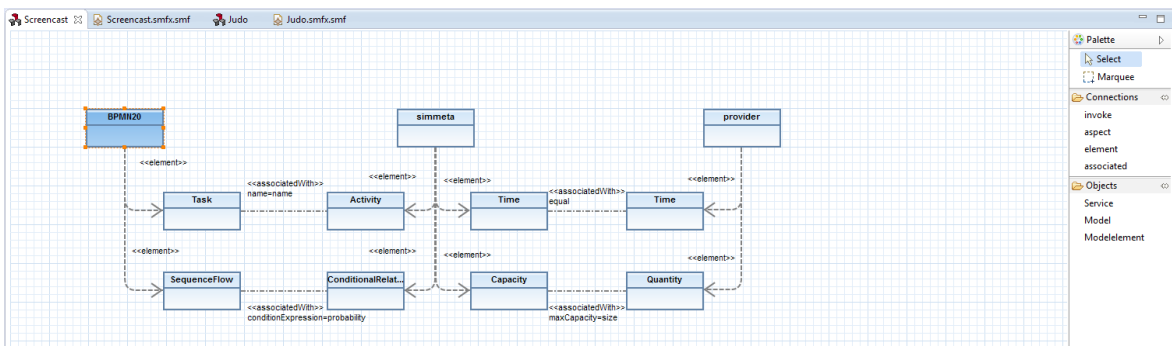 Screencast
Screencast.smfx.smf
Judo
Judo.smfx.smf
Palette
Select
Marquee
Connections
invoke
aspect
element
associated
Objects
Service
Model
Modelelement
BPMN20
simmeta
provider
<<element>>
<<associatedWith>>
name=name
<<element>>
<<element>>
<<associatedWith>>
equal
<<element>>
Task
Activity
Time
Time
<<element>>
<<element>>
<<element>>
<<element>>
SequenceFlow
ConditionalRelat...
Capacity
Quantity
<<associatedWith>>
conditionExpression=probability
<<associatedWith>>
maxCapacity=size